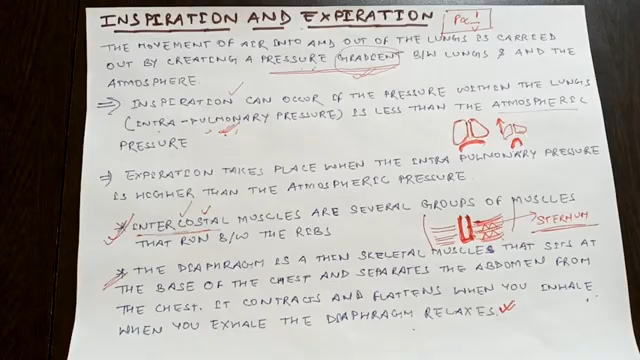 INSPIRATION AND EXPIRATION
P∝ 1/V
THE MOVEMENT OF AIR INTO AND OUT OF THE LUNGS IS CARRIED
OUT BY CREATING A PRESSURE GRADIENT B/W LUNGS & AND THE
ATMOSPHERE.
⇒ INSPIRATION CAN OCCUR IF THE PRESSURE WITHIN THE LUNGS
(INTRA-PULMONARY PRESSURE) IS LESS THAN THE ATMOSPHERIC
PRESSURE
⇒ EXPIRATION TAKES PLACE WHEN THE INTRA PULMONARY PRESSURE
IS HIGHER THAN THE ATMOSPHERIC PRESSURE.
* INTERCOSTAL MUSCLES ARE SEVERAL GROUPS OF MUSCLES
THAT RUN B/W THE RIBS
STERNUM
* THE DIAPHRAGM IS A THIN SKELETAL MUSCLES THAT SITS AT
THE BASE OF THE CHEST AND SEPARATES THE ABDOMEN FROM
THE CHEST. IT CONTRACTS AND FLATTENS WHEN YOU INHALE
WHEN YOU EXHALE THE DIAPHRAGM RELAXES.